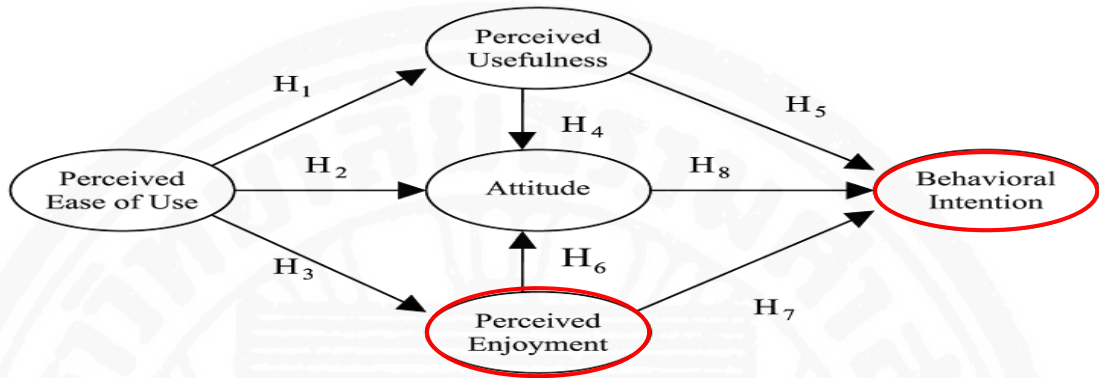 Perceived
Usefulness
H1
H5
H4
Perceived
Ease of Use
H2
Attitude
H8
Behavioral
Intention
H3
H6
Perceived
Enjoyment
H7